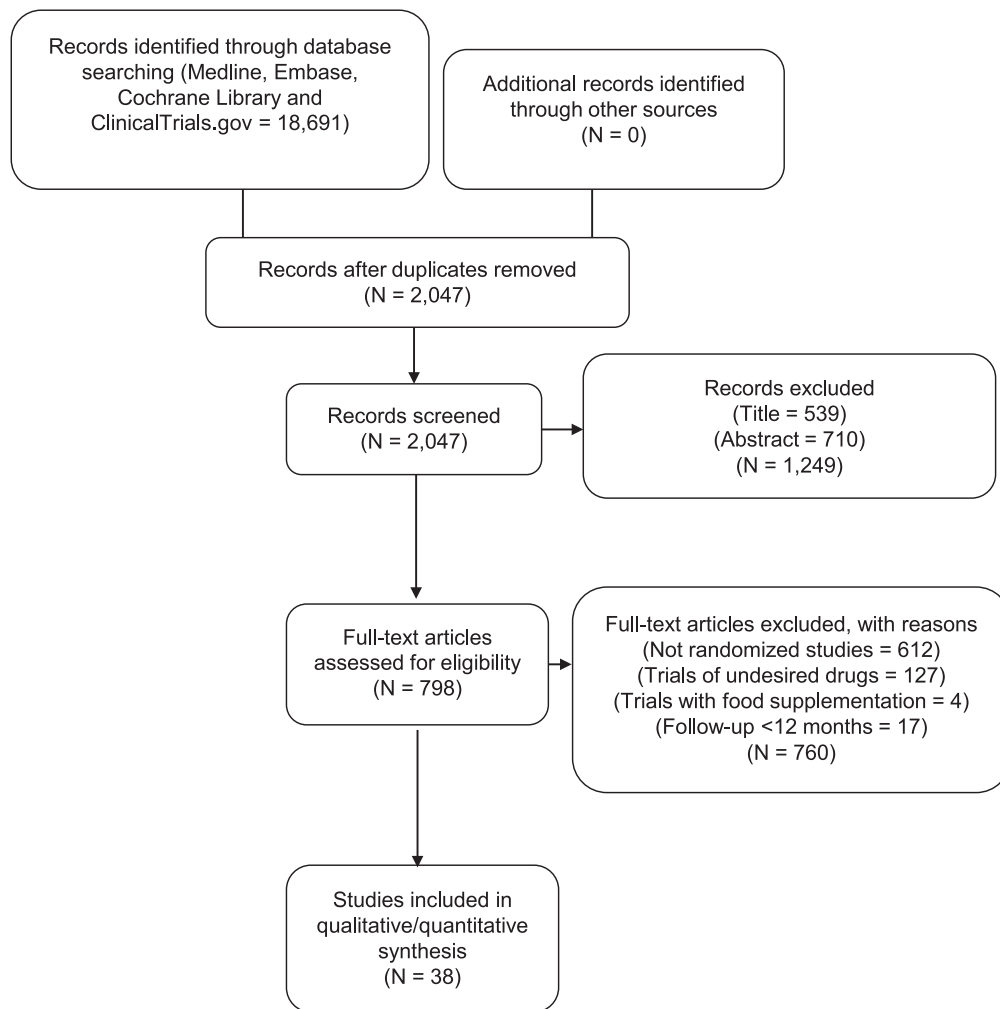 Records identified through database
searching (Medline, Embase,
Cochrane Library and
ClinicalTrials.gov = 18,691)
Additional records identified
through other sources
(N = 0)
Records after duplicates removed
(N = 2,047)
Records screened
(N = 2,047)
Records excluded
(Title = 539)
(Abstract = 710)
(N = 1,249)
Full-text articles
assessed for eligibility
(N = 798)
Full-text articles excluded, with reasons
(Not randomized studies = 612)
(Trials of undesired drugs = 127)
(Trials with food supplementation = 4)
(Follow-up <12 months = 17)
(N = 760)
Studies included in
qualitative/quantitative
synthesis
(N = 38)